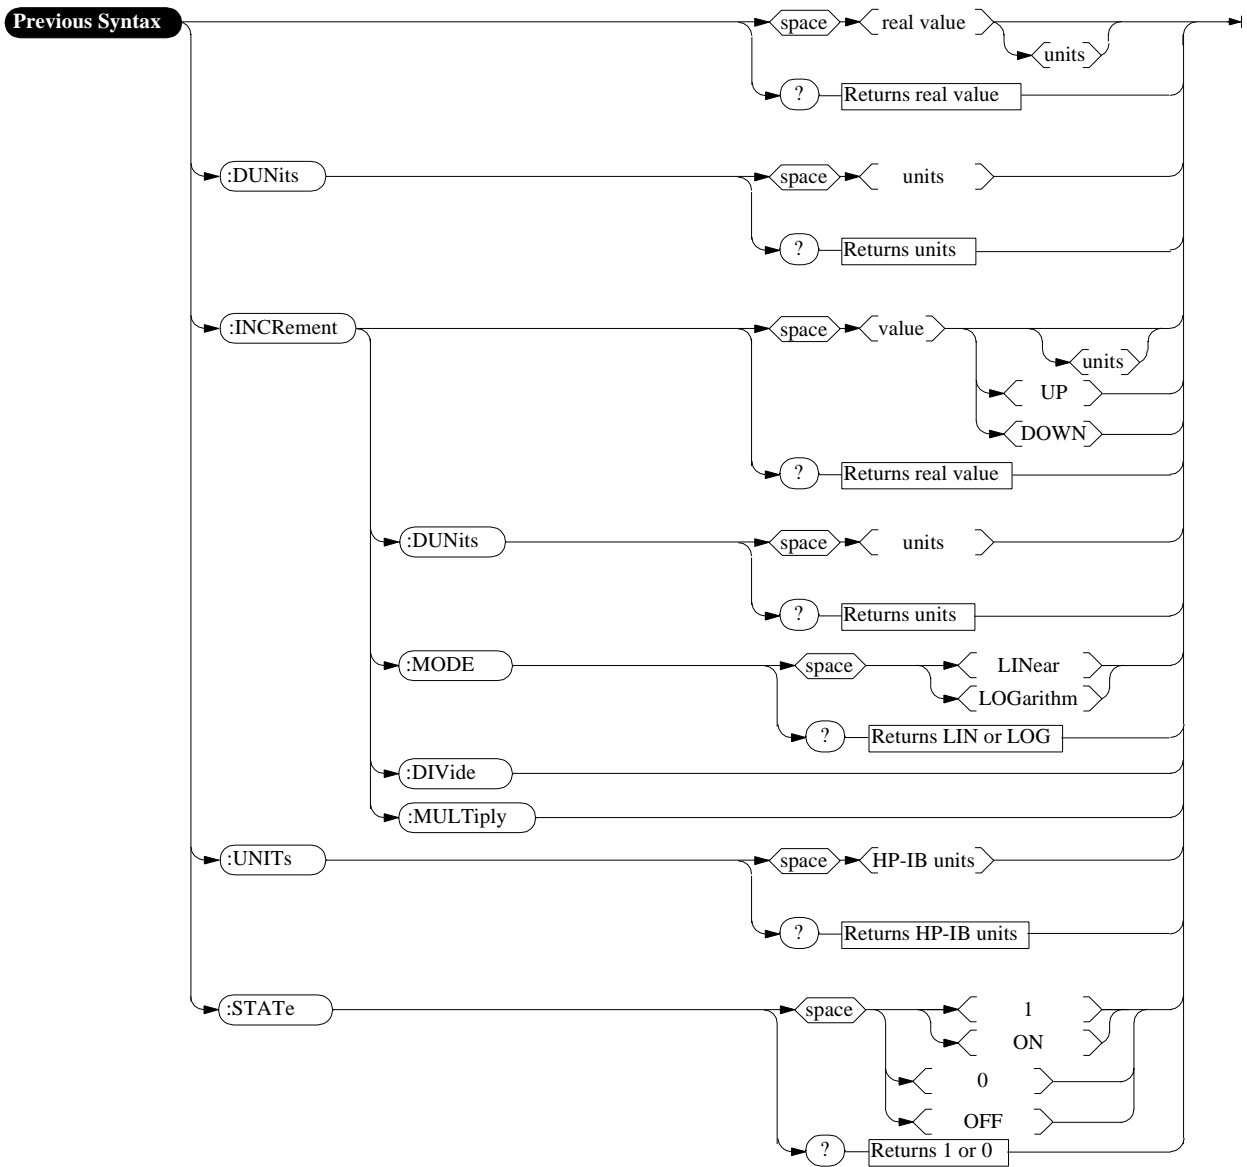 Previous Syntax space real value
units
? Returns real value
:DUNits space units
? Returns units
:INCRement space value
units
UP
DOWN
? Returns real value
:DUNits space units
? Returns units
:MODE space LINear
LOGarithm
? Returns LIN or LOG
:DIVide
:MULTiply
:UNITs space HP-IB units
? Returns HP-IB units
:STATe space 1
ON
0
OFF
? Returns 1 or 0